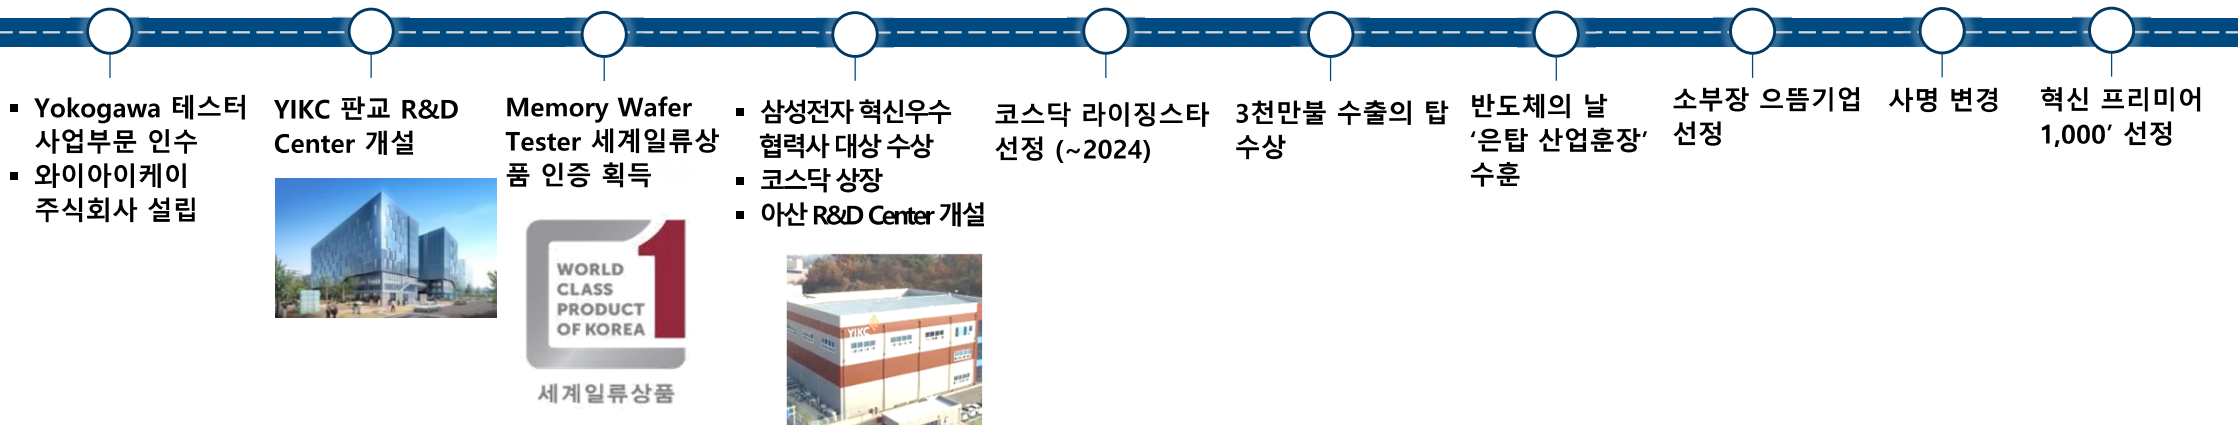 ▪ Yokogawa 테스터
사업부문 인수
▪ 와이아이케이
주식회사 설립
YIKC 판교 R&D
Center 개설
Memory Wafer
Tester 세계일류상
품 인증 획득
WORLD
CLASS
PRODUCT
OF KOREA
1
세계일류상품
▪ 삼성전자 혁신우수
협력사 대상 수상
▪ 코스닥 상장
▪ 아산 R&D Center 개설
YIKC
코스닥 라이징스타
선정 (~2024)
3천만불 수출의 탑
수상
반도체의 날
‘은탑 산업훈장’
수훈
소부장 으뜸기업
선정
사명 변경
혁신 프리미어
1,000’ 선정